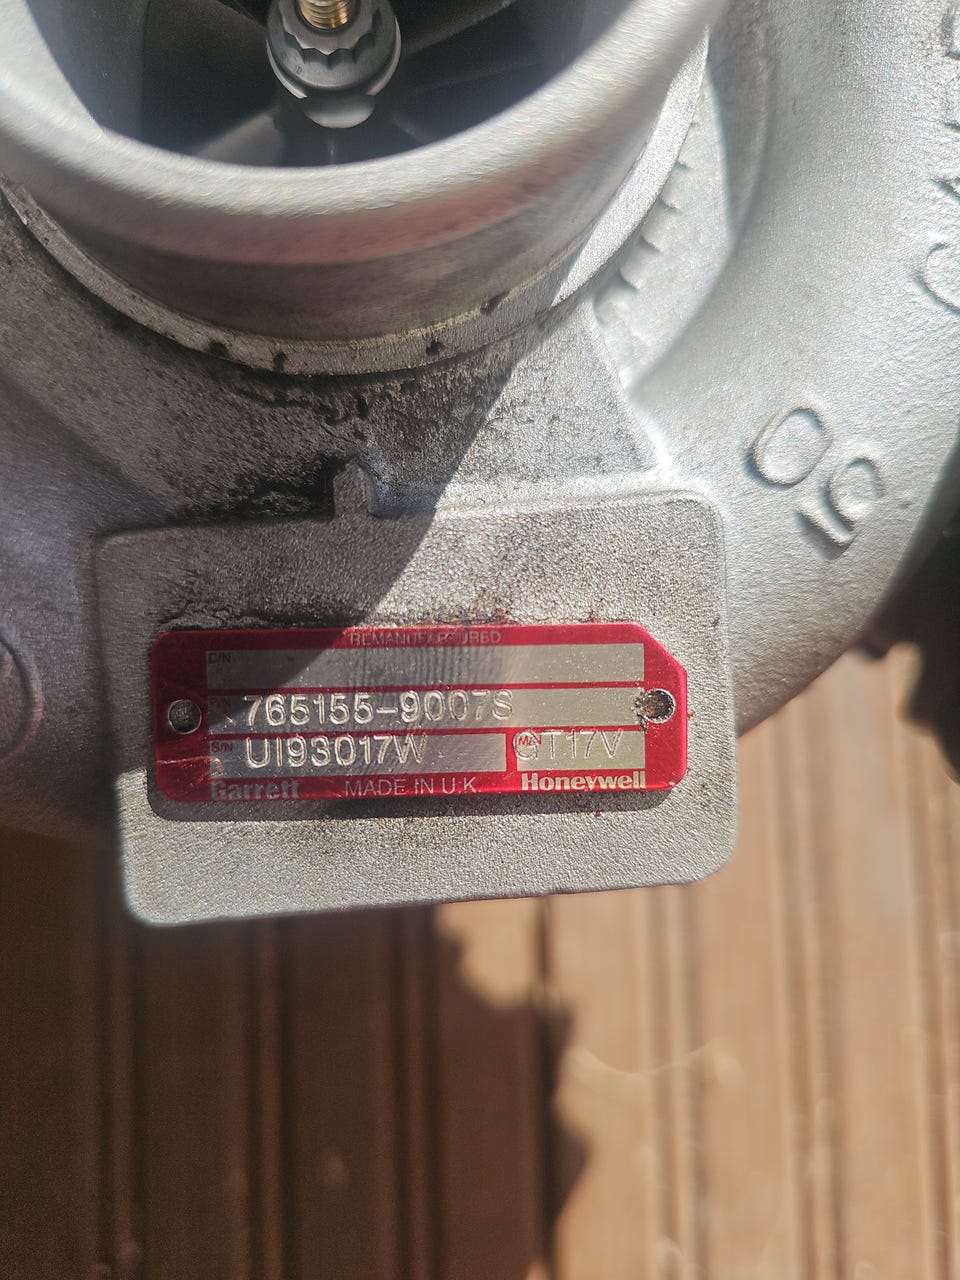 REMANUFACTURED
C/N
P/N 765155-9007S
S/N UI93017W M/N GT17V
Garrett MADE IN U.K. Honeywell